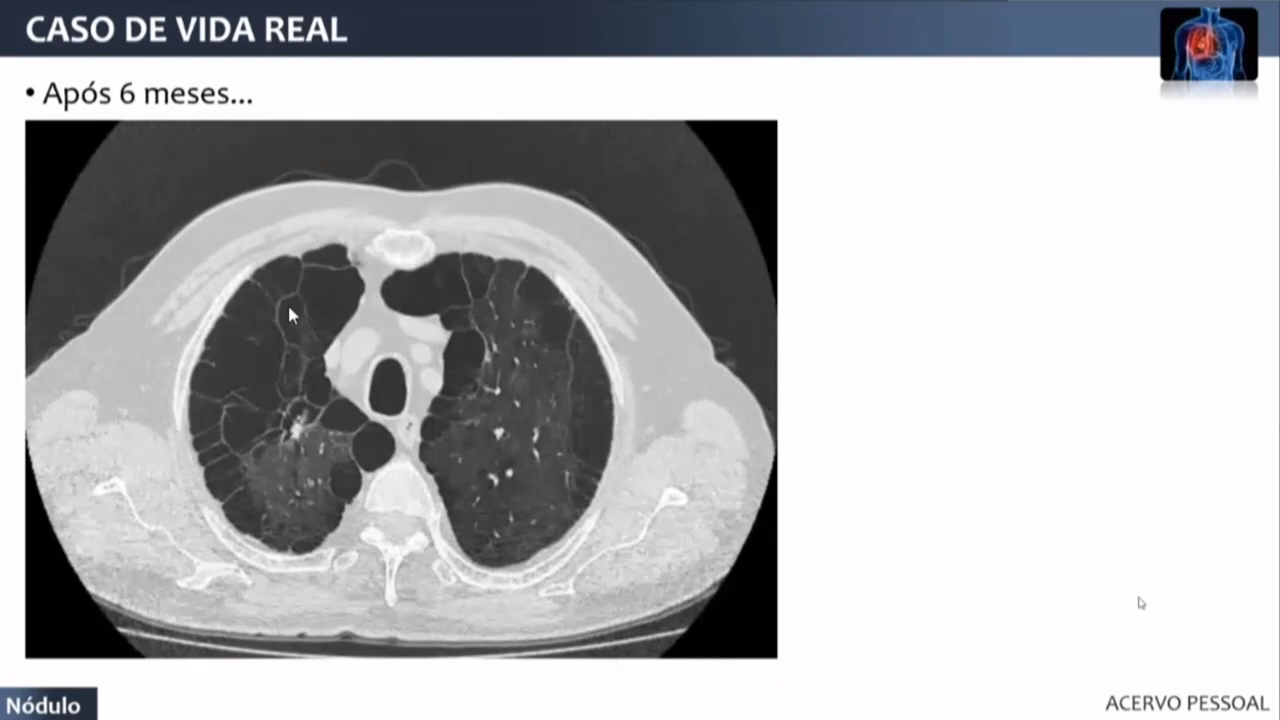 CASO DE VIDA REAL
• Após 6 meses...
Nódulo
ACERVO PESSOAL